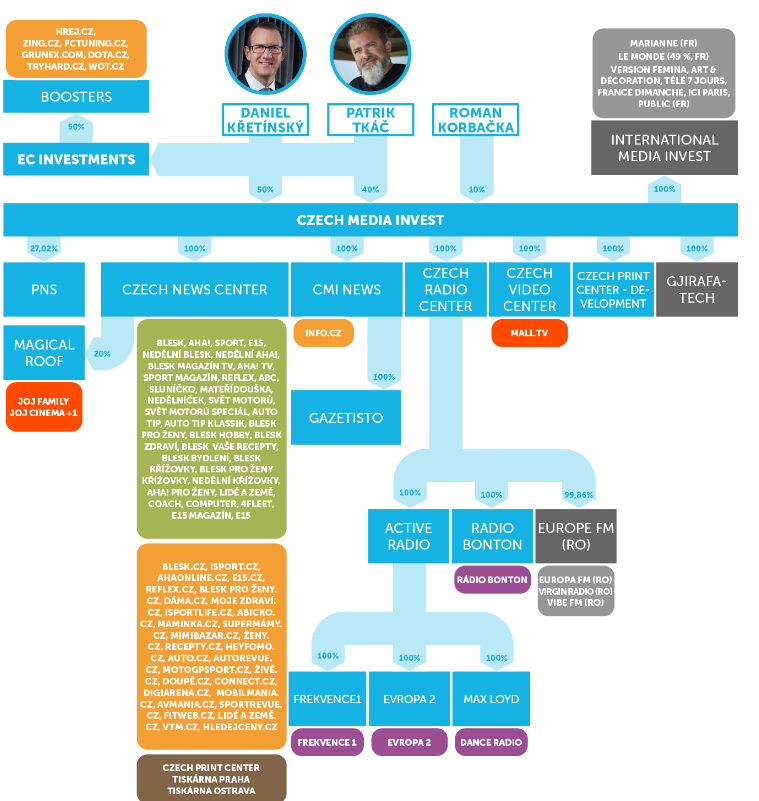 HREJ.CZ,
ZING.CZ, PCTUNING.CZ,
GRUNEX.COM, DOTA.CZ,
TRYHARD.CZ, WOT.CZ
BOOSTERS
50%
EC INVESTMENTS
DANIEL
KŘETÍNSKÝ
PATRIK
TKÁČ
ROMAN
KORBAČKA
MARIANNE (FR)
LE MONDE (49 %, FR)
VERSION FEMINA, ART &
DÉCORATION, TÉLÉ 7 JOURS,
FRANCE DIMANCHE, ICI PARIS,
PUBLIC (FR)
INTERNATIONAL
MEDIA INVEST
50%
40%
10%
100%
CZECH MEDIA INVEST
27,02%
100%
100%
100%
100%
100%
100%
PNS
CZECH NEWS CENTER
CMI NEWS
CZECH
RADIO
CENTER
CZECH
VIDEO
CENTER
CZECH PRINT
CENTER - DE-
VELOPMENT
GJIRAFA-
TECH
MAGICAL
ROOF
20%
JOJ FAMILY
JOJ CINEMA +1
INFO.CZ
MALL.TV
100%
GAZETISTO
BLESK, AHA!, SPORT, E15,
NEDĚLNÍ BLESK, NEDĚLNÍ AHA!,
BLESK MAGAZÍN TV, AHA! TV,
SPORT MAGAZÍN, REFLEX, ABC,
SLUNÍČKO, MATEŘÍDOUŠKA,
NEDĚLNÍČEK, SVĚT MOTORŮ,
SVĚT MOTORŮ SPECIÁL, AUTO
TIP, AUTO TIP KLASSIK, BLESK
PRO ŽENY, BLESK HOBBY, BLESK
ZDRAVÍ, BLESK VAŠE RECEPTY,
BLESK BYDLENÍ, BLESK
KŘÍŽOVKY, BLESK PRO ŽENY
KŘÍŽOVKY, NEDĚLNÍ KŘÍŽOVKY,
AHA! PRO ŽENY, LIDÉ A ZEMĚ,
COACH, COMPUTER, 4FLEET,
E15 MAGAZÍN, E15
BLESK.CZ, ISPORT.CZ,
AHAONLINE.CZ, E15.CZ,
REFLEX.CZ, BLESK PRO ŽENY.
CZ, DÁMA.CZ, MOJE ZDRAVÍ.
CZ, ISPORTLIFE.CZ, ABICKO.
CZ, MAMINKA.CZ, SUPERMÁMY.
CZ, MIMIBAZAR.CZ, ŽENY.
CZ, RECEPTY.CZ, HEYFOMO.
CZ, AUTO.CZ, AUTOREVUE.
CZ, MOTOGPSPORT.CZ, ŽIVĚ.
CZ, DOUPĚ.CZ, CONNECT.CZ,
DIGIARENA.CZ, MOBILMANIA.
CZ, AVMANIA.CZ, SPORTREVUE.
CZ, FITWEB.CZ, LIDÉ A ZEMĚ.
CZ, VTM.CZ, HLEDEJCENY.CZ
CZECH PRINT CENTER
TISKÁRNA PRAHA
TISKÁRNA OSTRAVA
100%
100%
99,86%
ACTIVE
RADIO
RADIO
BONTON
EUROPE FM
(RO)
RÁDIO BONTON
EUROPA FM (RO)
VIRGIN RADIO (RO)
VIBE FM (RO)
100%
100%
100%
FREKVENCE1
EVROPA 2
MAX LOYD
FREKVENCE 1
EVROPA 2
DANCE RADIO